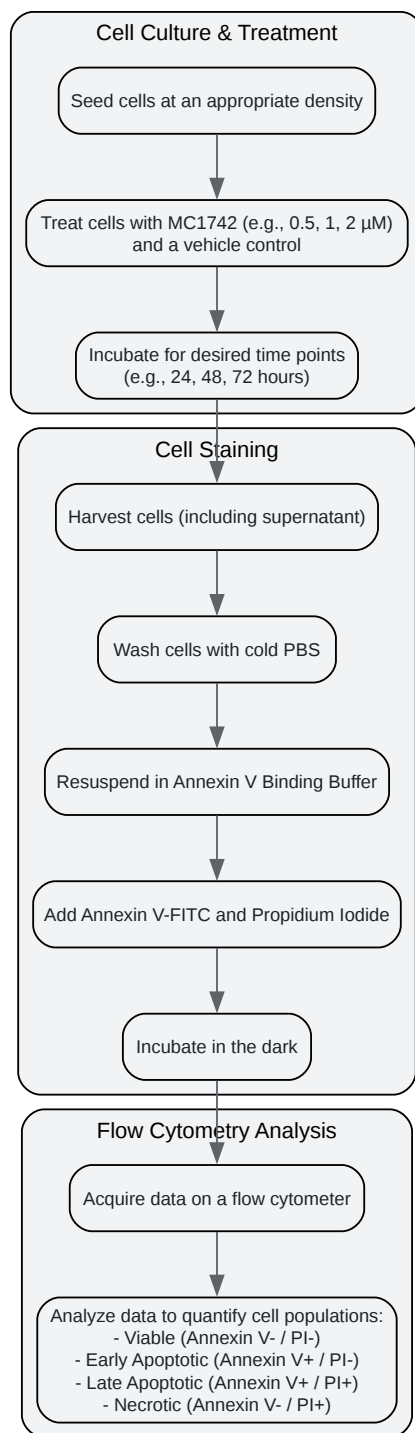 Cell Culture & Treatment
Seed cells at an appropriate density
Treat cells with MC1742 (e.g., 0.5, 1, 2 µM)
and a vehicle control
Incubate for desired time points
(e.g., 24, 48, 72 hours)
Cell Staining
Harvest cells (including supernatant)
Wash cells with cold PBS
Resuspend in Annexin V Binding Buffer
Add Annexin V-FITC and Propidium Iodide
Incubate in the dark
Flow Cytometry Analysis
Acquire data on a flow cytometer
Analyze data to quantify cell populations:
- Viable (Annexin V- / PI-)
- Early Apoptotic (Annexin V+ / PI-)
- Late Apoptotic (Annexin V+ / PI+)
- Necrotic (Annexin V- / PI+)